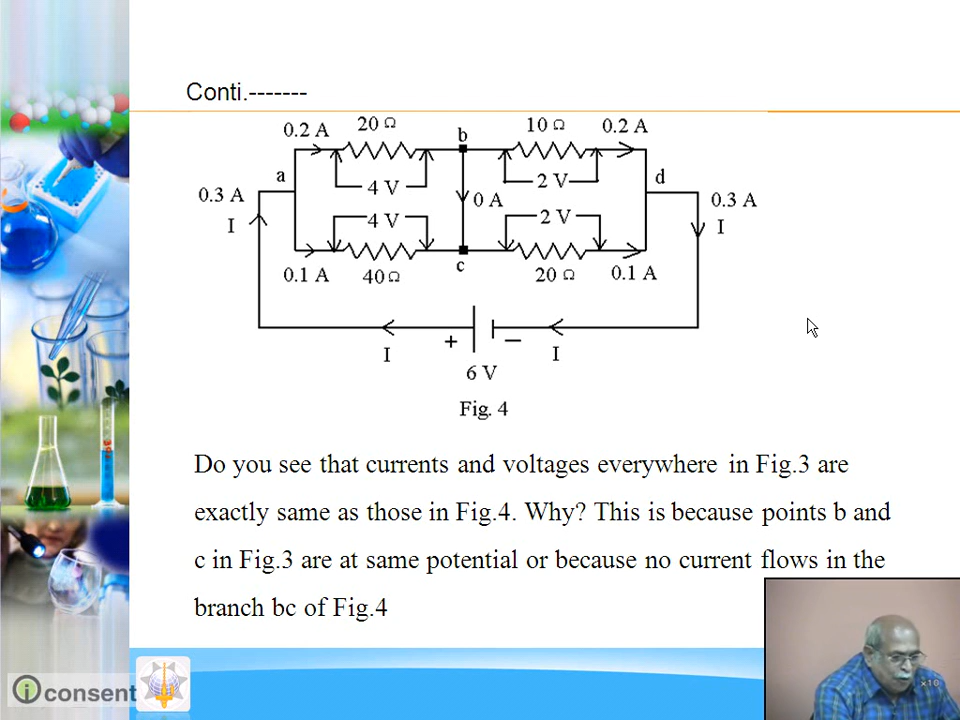 Conti.-------
0.2 A 20 Ω b 10 Ω 0.2 A
a 4 V 2 V d
0.3 A 0 A 0.3 A
I 4 V 2 V I
0.1 A 40 Ω c 20 Ω 0.1 A
+ −
I I
6 V
Fig. 4
Do you see that currents and voltages everywhere in Fig.3 are
exactly same as those in Fig.4. Why? This is because points b and
c in Fig.3 are at same potential or because no current flows in the
branch bc of Fig.4
i consent
x10